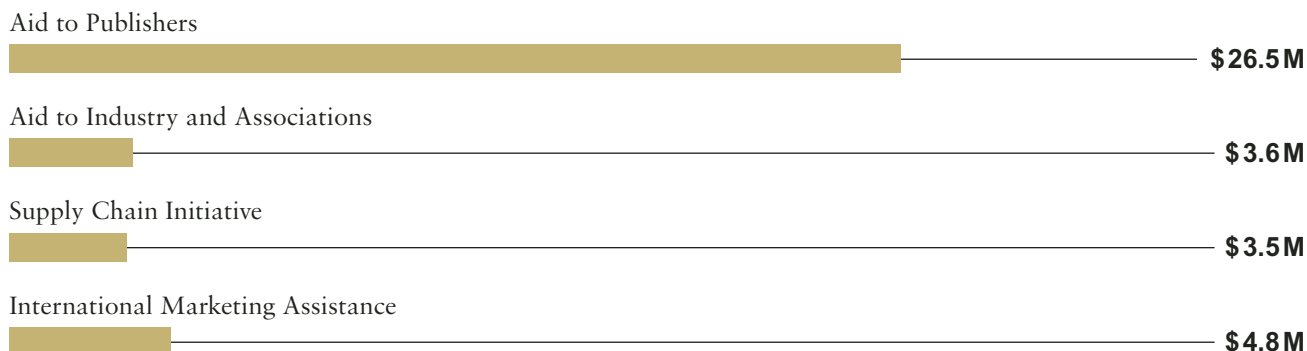 Aid to Publishers
$26.5M
Aid to Industry and Associations
$3.6M
Supply Chain Initiative
$3.5M
International Marketing Assistance
$4.8M